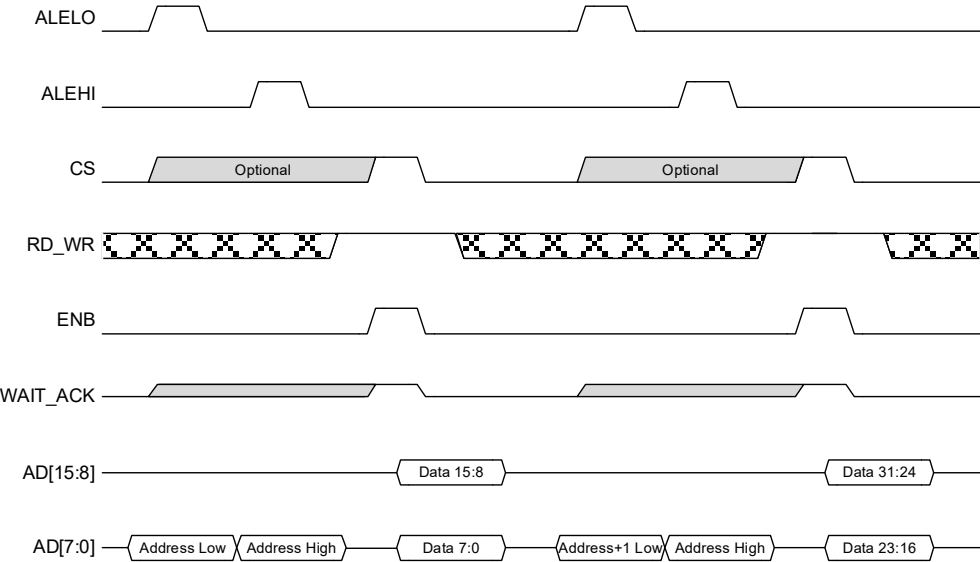 ALELO
ALEHI
CS Optional Optional
RD_WR
ENB
WAIT_ACK
AD[15:8] Data 15:8 Data 31:24
AD[7:0] Address Low Address High Data 7:0 Address+1 Low Address High Data 23:16